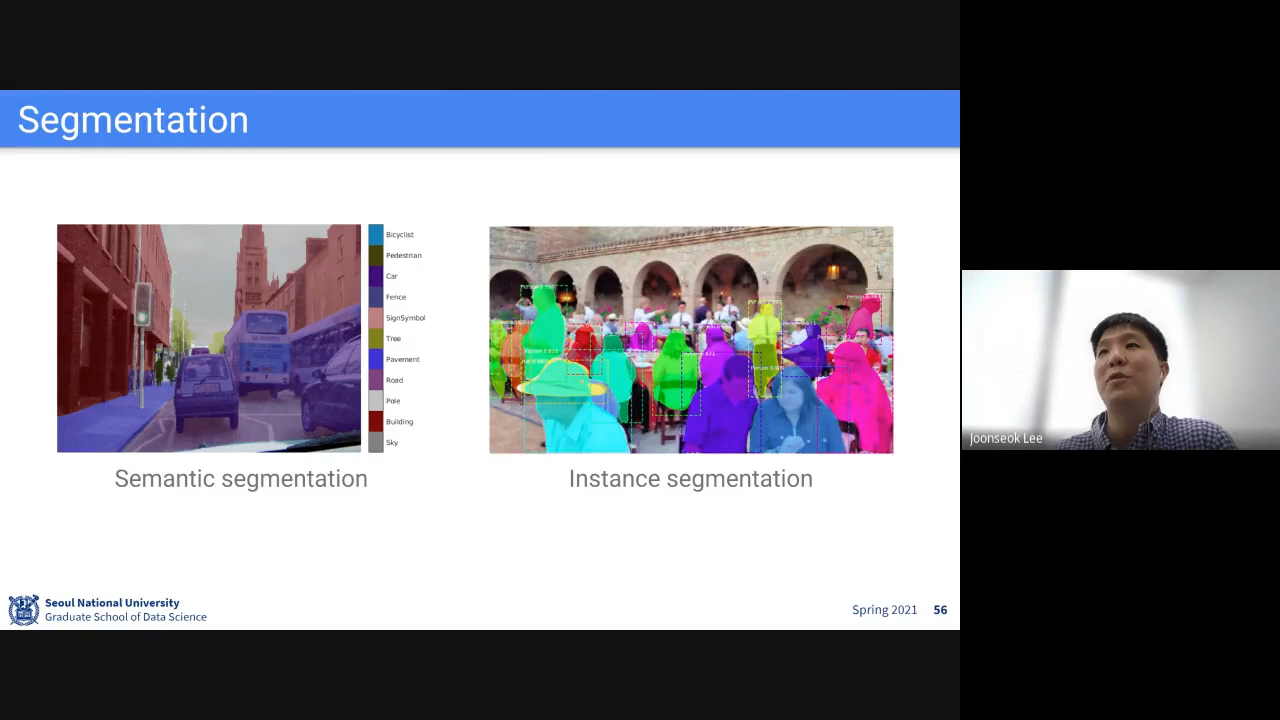 Segmentation
Bicyclist
Pedestrian
Car
Fence
SignSymbol
Tree
Pavement
Road
Pole
Building
Sky
Semantic segmentation
Instance segmentation
Joonseok Lee
Seoul National University
Graduate School of Data Science
Spring 2021 56